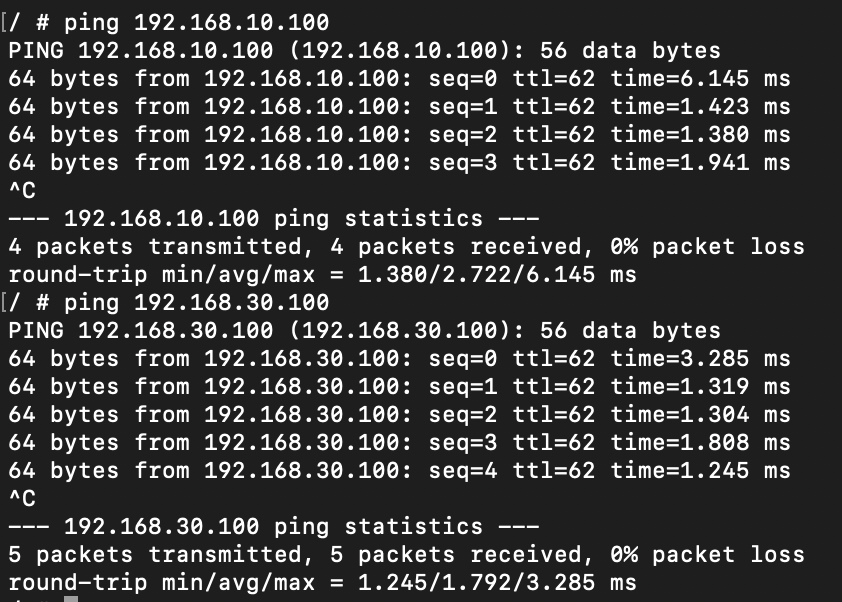 [/ # ping 192.168.10.100
PING 192.168.10.100 (192.168.10.100): 56 data bytes
64 bytes from 192.168.10.100: seq=0 ttl=62 time=6.145 ms
64 bytes from 192.168.10.100: seq=1 ttl=62 time=1.423 ms
64 bytes from 192.168.10.100: seq=2 ttl=62 time=1.380 ms
64 bytes from 192.168.10.100: seq=3 ttl=62 time=1.941 ms
^C
--- 192.168.10.100 ping statistics ---
4 packets transmitted, 4 packets received, 0% packet loss
round-trip min/avg/max = 1.380/2.722/6.145 ms
[/ # ping 192.168.30.100
PING 192.168.30.100 (192.168.30.100): 56 data bytes
64 bytes from 192.168.30.100: seq=0 ttl=62 time=3.285 ms
64 bytes from 192.168.30.100: seq=1 ttl=62 time=1.319 ms
64 bytes from 192.168.30.100: seq=2 ttl=62 time=1.304 ms
64 bytes from 192.168.30.100: seq=3 ttl=62 time=1.808 ms
64 bytes from 192.168.30.100: seq=4 ttl=62 time=1.245 ms
^C
--- 192.168.30.100 ping statistics ---
5 packets transmitted, 5 packets received, 0% packet loss
round-trip min/avg/max = 1.245/1.792/3.285 ms